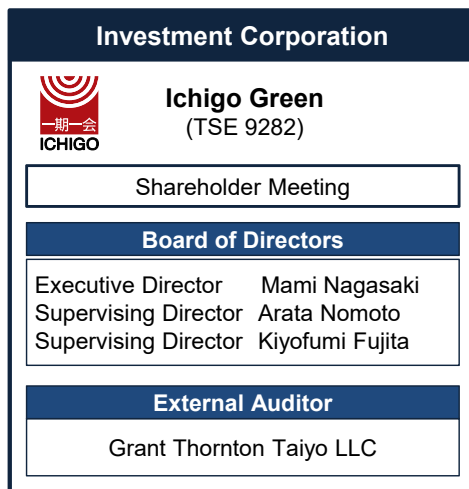 Investment Corporation
一期一会
ICHIGO
Ichigo Green
(TSE 9282)
Shareholder Meeting
Board of Directors
Executive Director Mami Nagasaki
Supervising Director Arata Nomoto
Supervising Director Kiyofumi Fujita
External Auditor
Grant Thornton Taiyo LLC